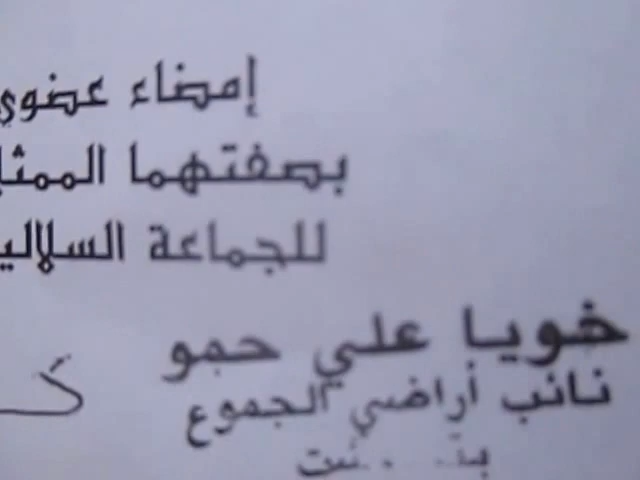 إمضاء عضوي
بصفتهما الممثل
للجماعة السلالي
خويا علي حمو
نائب أراضي الجموع